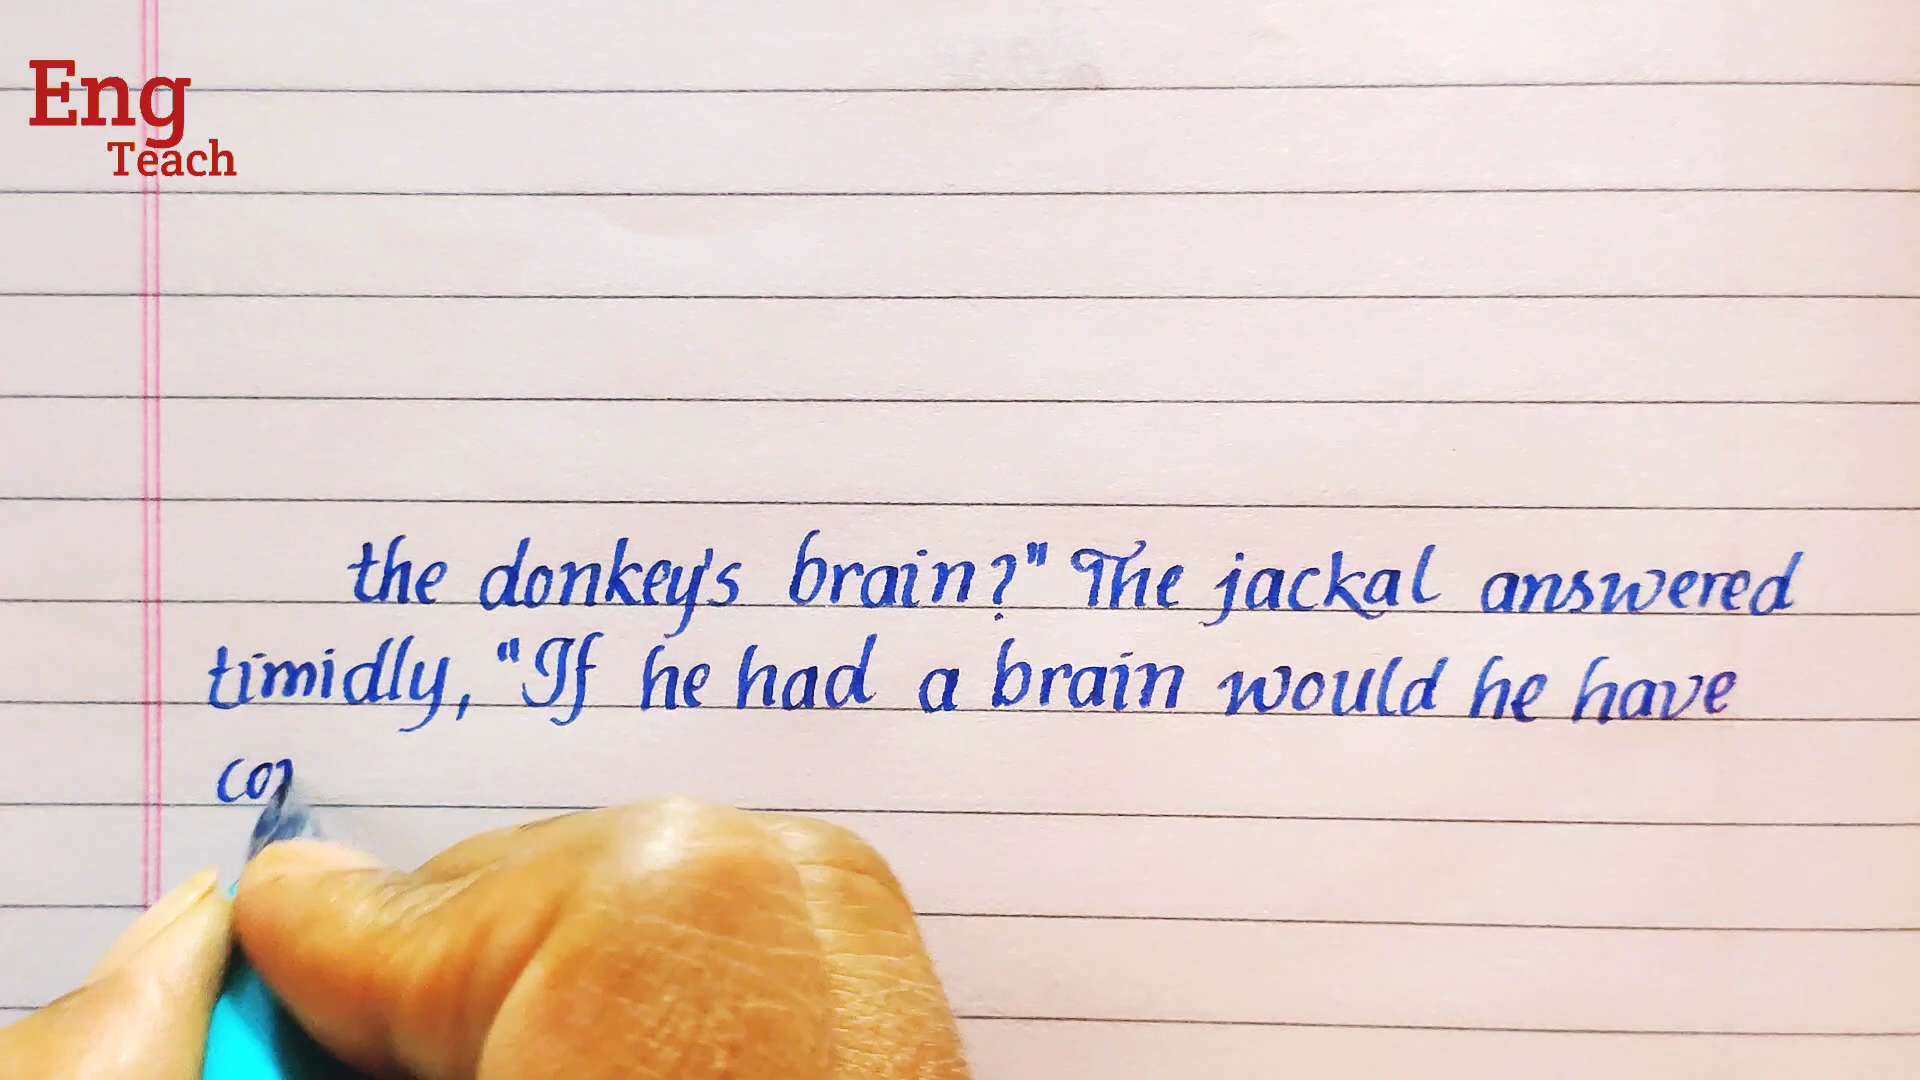 Eng
Teach
the donkey's brain?" The jackal answered
timidly, "If he had a brain would he have